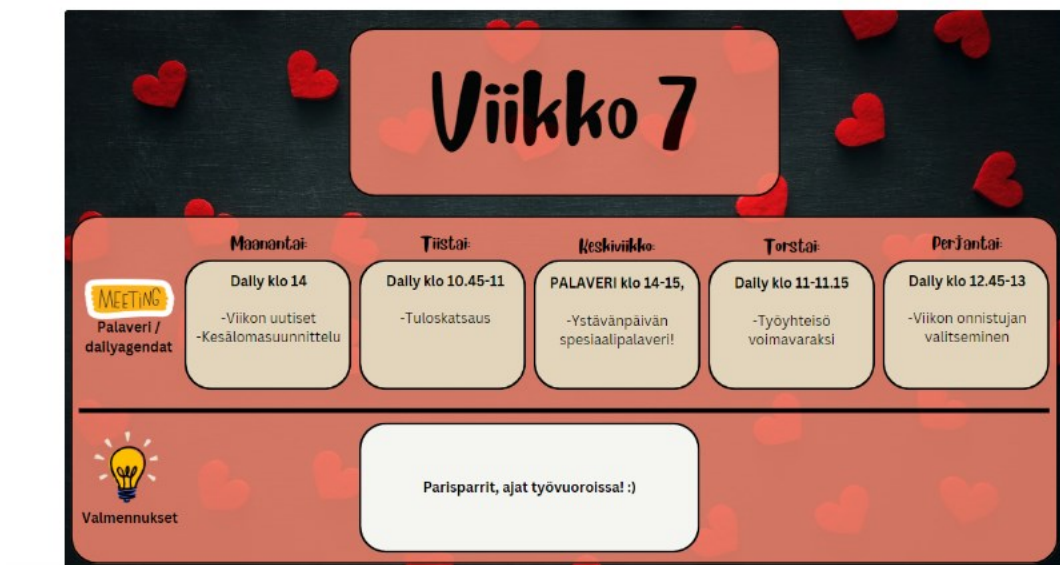 Viikko 7
Maanantai:
Tiistai:
Keskiviikko:
Torstai:
Perjantai:
MEETING
Palaveri /
dailyagendat
Daily klo 14
-Viikon uutiset
-Kesälomasuunnittelu
Daily klo 10.45-11
-Tuloskatsaus
PALAVERI klo 14-15,
-Ystävänpäivän
spesiaalipalaveri!
Daily klo 11-11.15
-Työyhteisö
voimavaraksi
Daily klo 12.45-13
-Viikon onnistujan
valitseminen
Valmennukset
Parisparrit, ajat työvuoroissa! :)